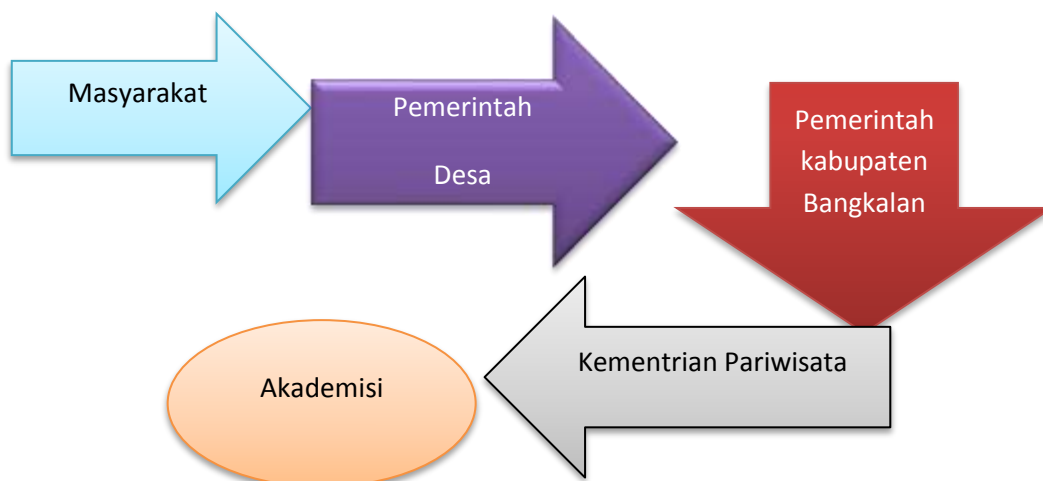 Masyarakat
Pemerintah
Desa
Pemerintah
kabupaten
Bangkalan
Kementrian Pariwisata
Akademisi